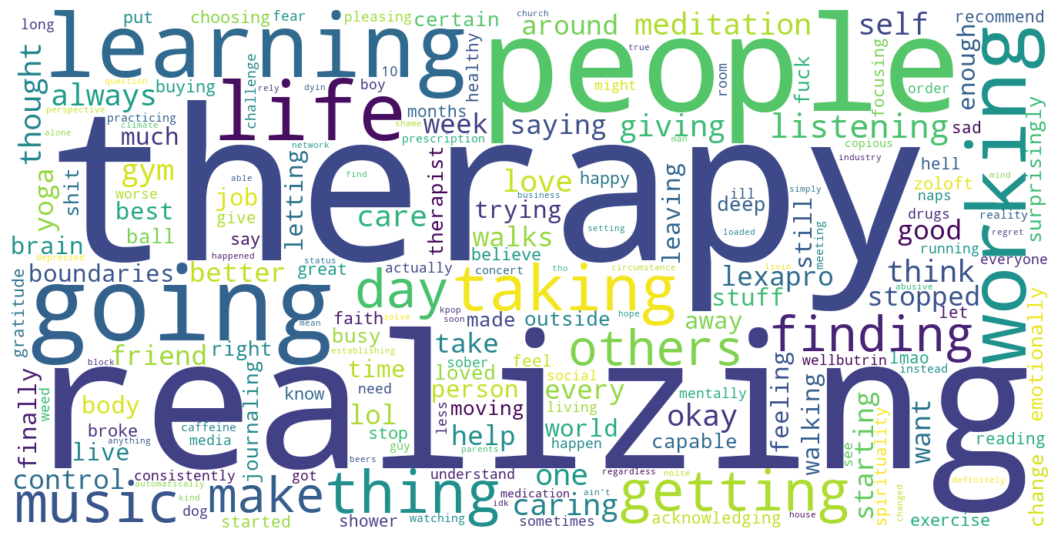 long put choosing fear pleasing certain church around meditation self recommend
learning people
thought question buying 10 true might fuck focusing order enough
always practicing challenge boy healthy rely dyin room
perspective climate life months week saying giving man listening sad surprisingly
alone much network prescription shame copious
therapy
yoga shit gym able job letting therapist love happy deep ill leaving still hell zoloft naps mind working
worse best give find trying business simply industry drugs reality
brain ball say care walks setting loaded meeting good running regret
depressed happened believe everyone
boundaries better status great actually concert tho circumstance lexapro think
gratitude going day taking livin stuff abusive stopped
mean solve faith kpop soon made outside hope away let
friend right busy take others finding
block establishing sober feel social wellbutrin lmao instead
realizing
finally weed body journaling know time loved person every mentally feeling walking want emotionally
broke caffeine need lol less moving living okay starting see
live media stop guy help world happen capable spirituality reading change
control anything beers parents
consistently got understand one regardless noise definitely
music automatically dog make thing medication idk ain't caring getting changed
kind started shower watching sometimes house acknowledging exercise